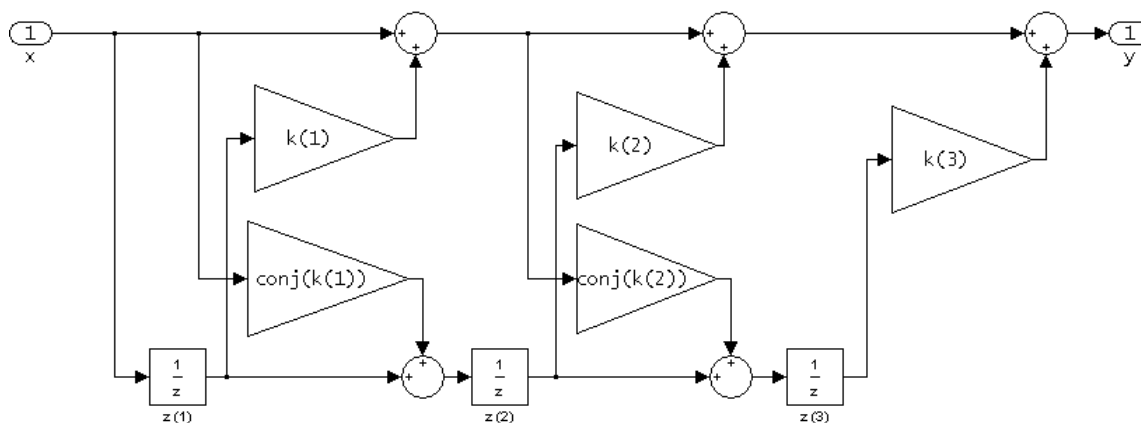 1
x
+
+
+
+
+
+
1
y
k(1)
k(2)
k(3)
conj(k(1))
conj(k(2))
+
+
+
+
1
z
z(1)
1
z
z(2)
1
z
z(3)